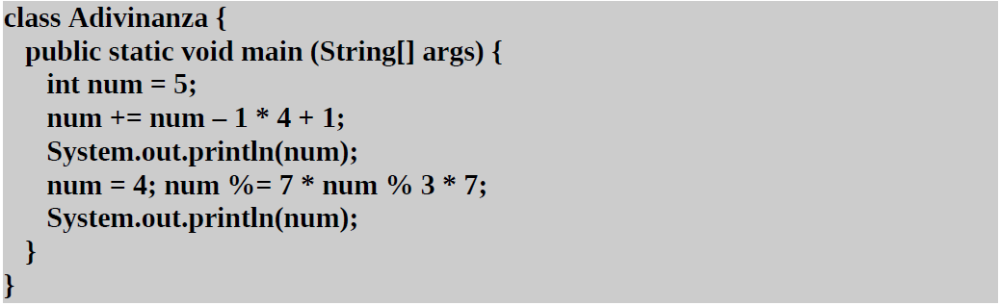 class Adivinanza {
public static void main (String[] args) {
int num = 5;
num += num – 1 * 4 + 1;
System.out.println(num);
num = 4; num %= 7 * num % 3 * 7;
System.out.println(num);
}
}